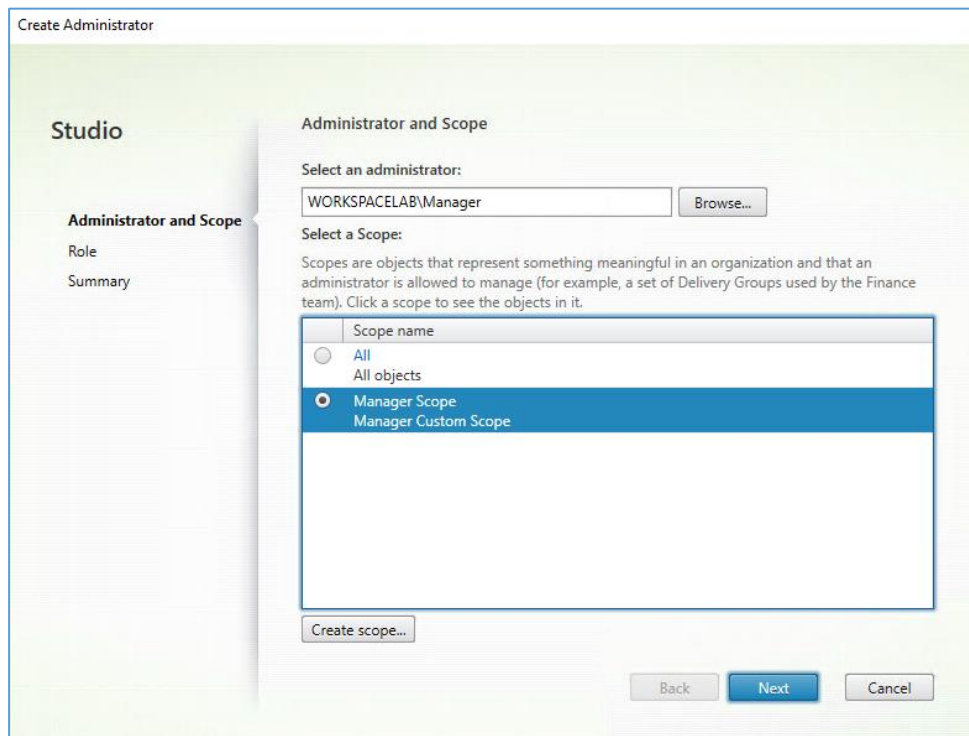 Create Administrator
Studio
Administrator and Scope
Role
Summary
Administrator and Scope
Select an administrator:
WORKSPACELAB\Manager
Browse...
Select a Scope:
Scopes are objects that represent something meaningful in an organization and that an
administrator is allowed to manage (for example, a set of Delivery Groups used by the Finance
team). Click a scope to see the objects in it.
Scope name
All
All objects
Manager Scope
Manager Custom Scope
Create scope...
Back
Next
Cancel